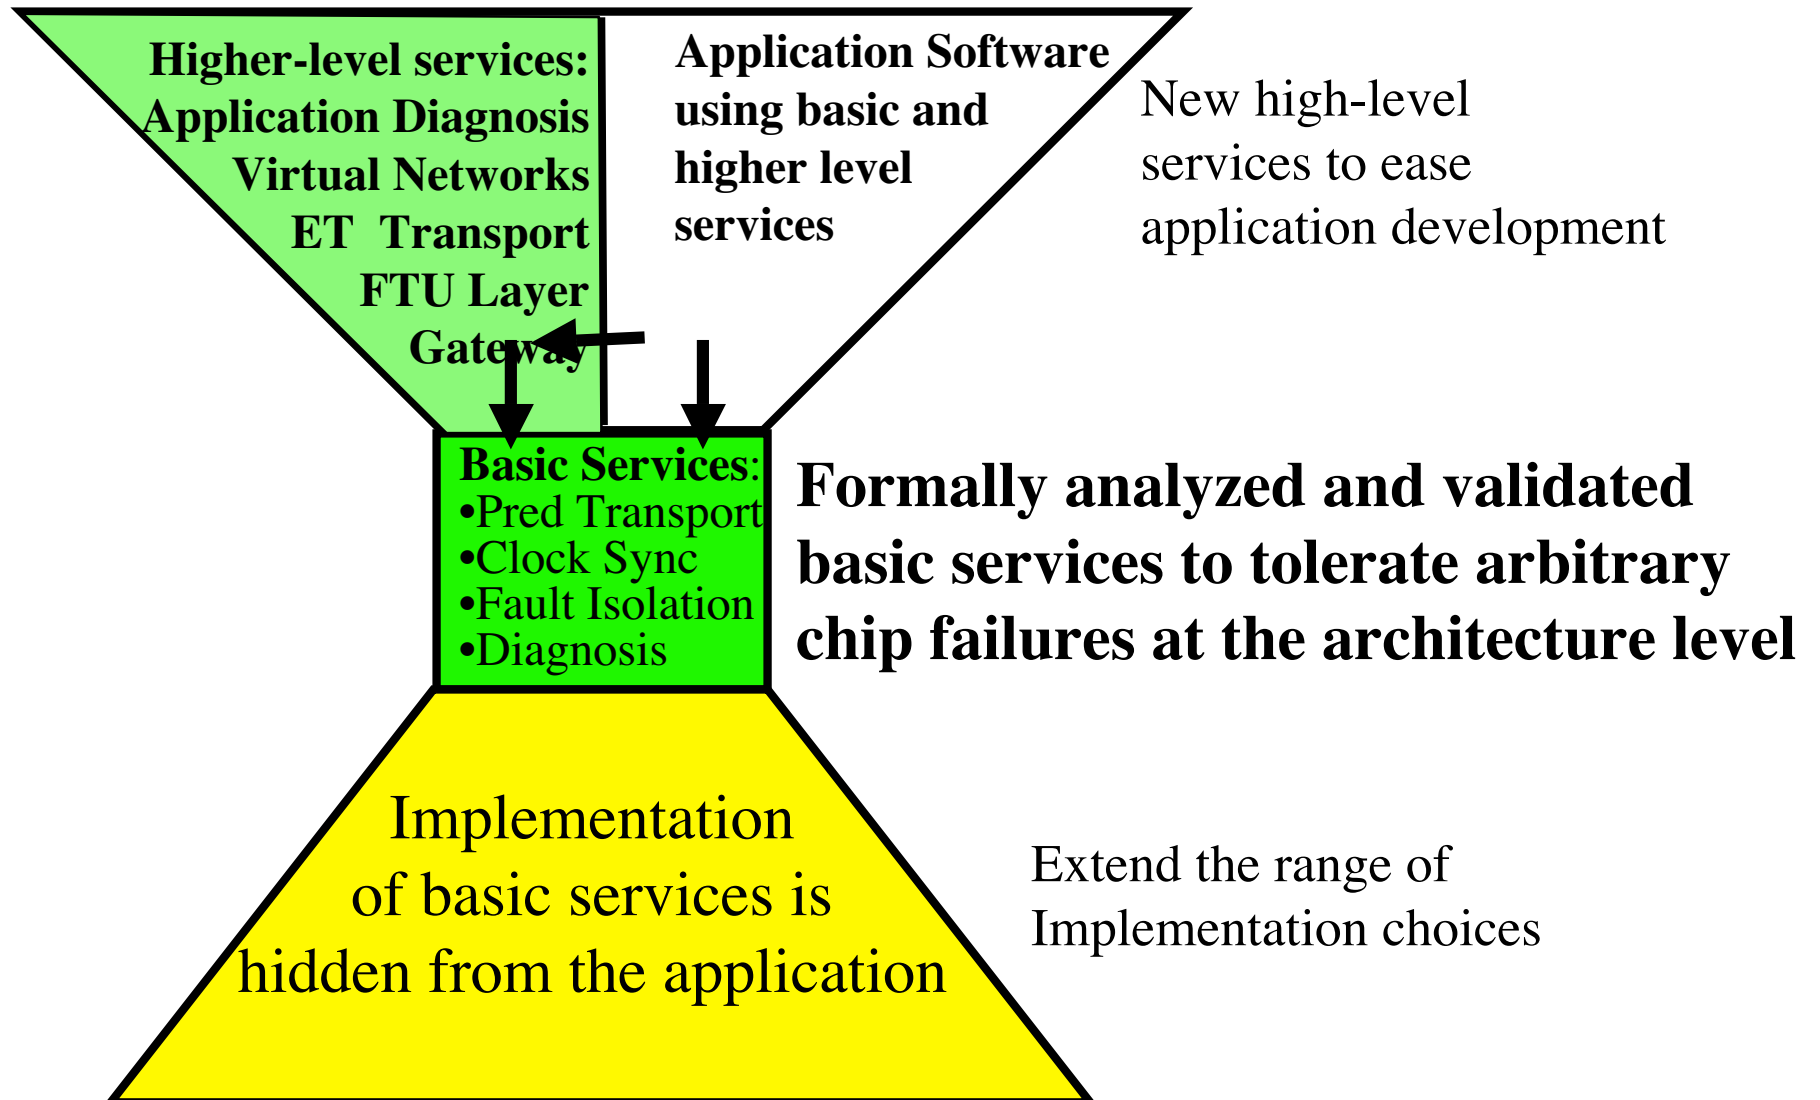 Higher-level services:
Application Diagnosis
Virtual Networks
ET  Transport
FTU Layer
Gateway
Application Software
using basic and
higher level
services
New high-level
services to ease
application development
Basic Services:
•Pred Transport
•Clock Sync
•Fault Isolation
•Diagnosis
Formally analyzed and validated
basic services to tolerate arbitrary
chip failures at the architecture level
Implementation
of basic services is
hidden from the application
Extend the range of
Implementation choices